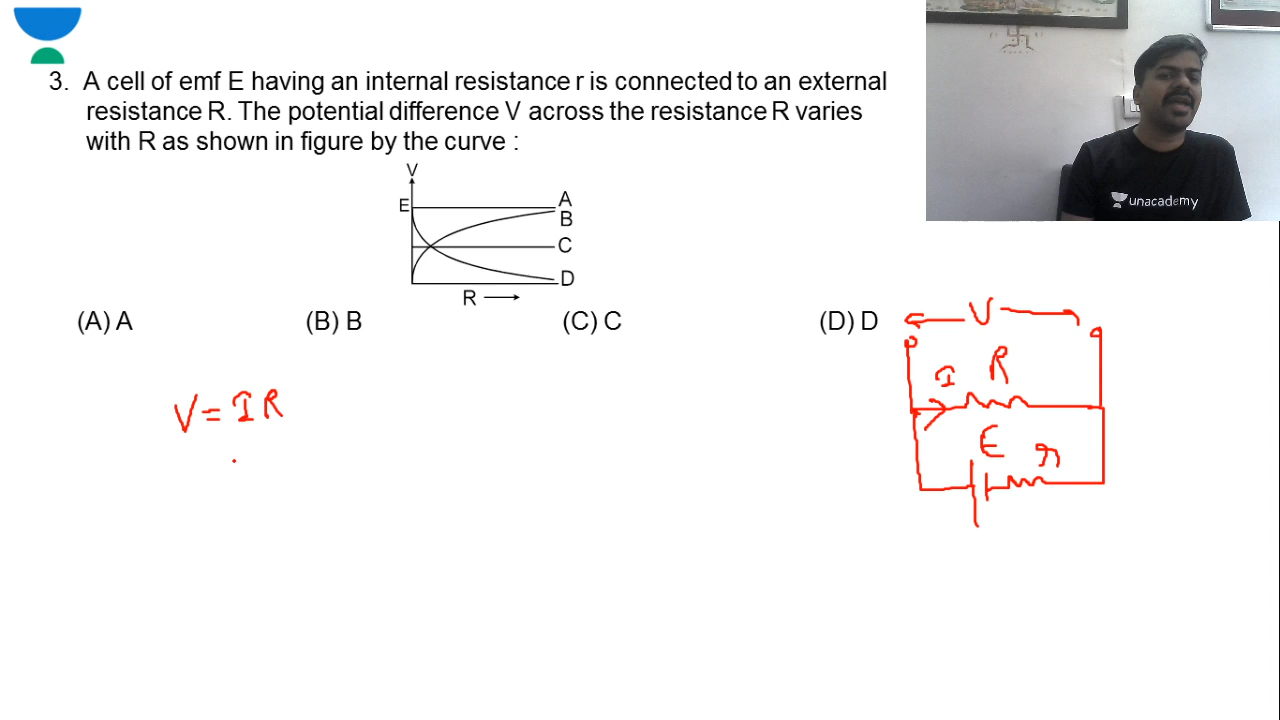 3. A cell of emf E having an internal resistance r is connected to an external
resistance R. The potential difference V across the resistance R varies
with R as shown in figure by the curve :
V
E
A
B
C
D
R
(A) A (B) B (C) C (D) D
V = I R
V
I R
E r
unacademy